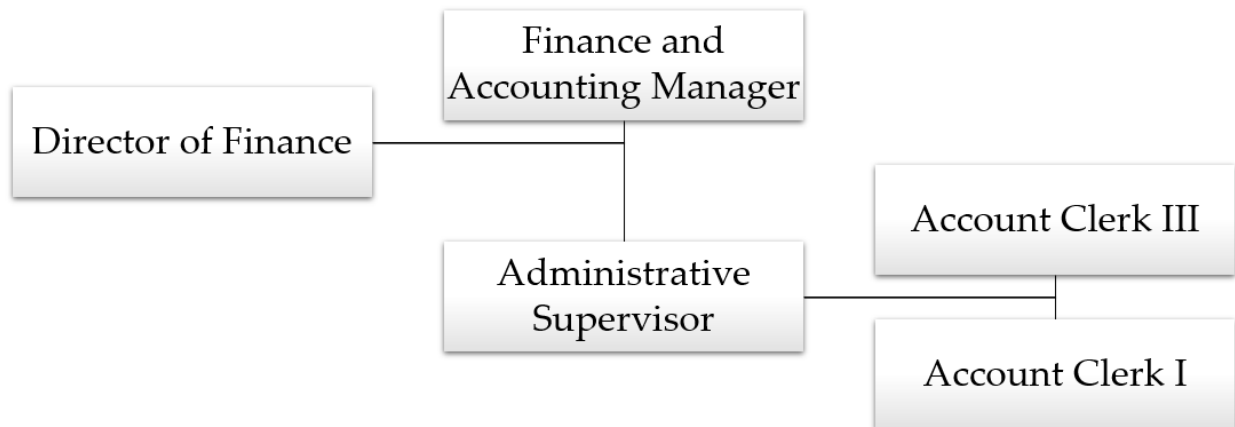 Finance and
Accounting Manager
Director of Finance
Account Clerk III
Administrative
Supervisor
Account Clerk I